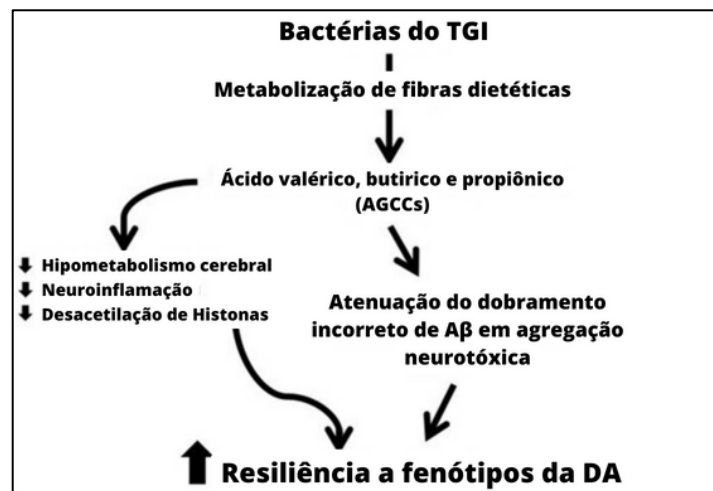 Bactérias do TGI
Metabolização de fibras dietéticas
Ácido valérico, butirico e propiônico
(AGCCs)
Hipometabolismo cerebral
Neuroinflamação
Desacetilação de Histonas
Atenuação do dobramento
incorreto de Aβ em agregação
neurotóxica
Resiliência a fenótipos da DA